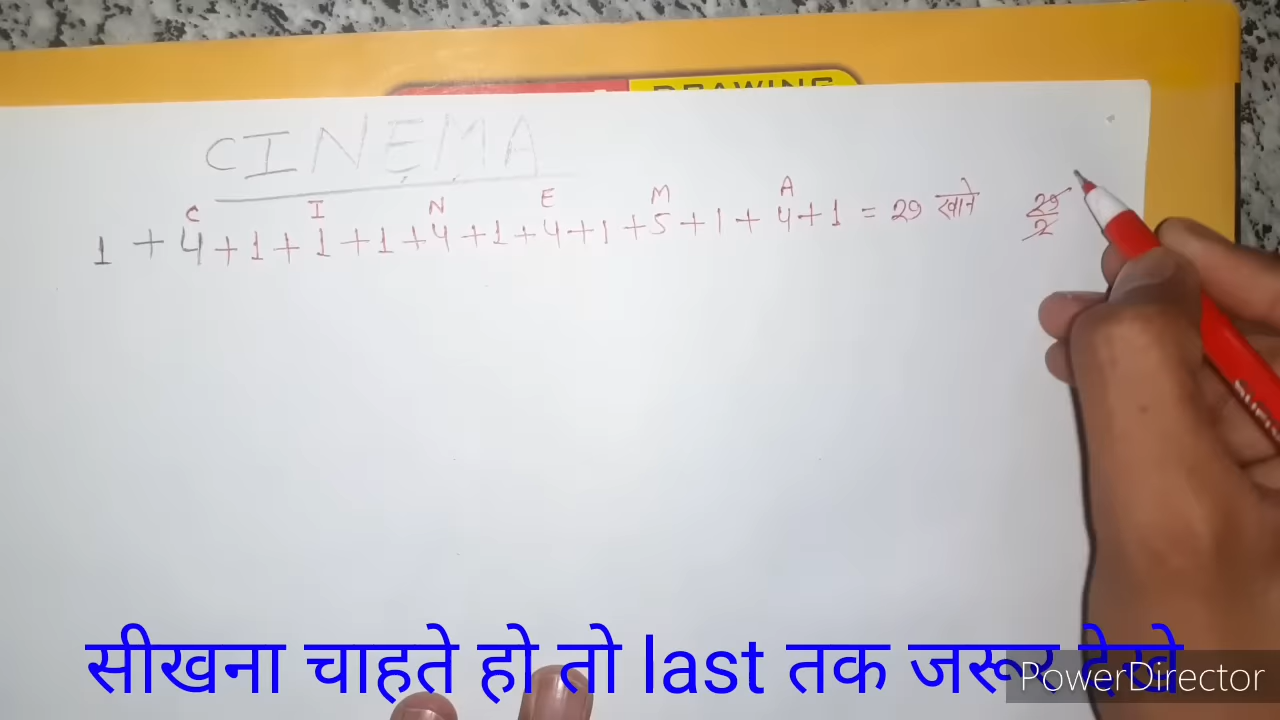 DRAWING
CINEMA
C I N E M A
1 + 4 + 1 + 1 + 1 + 4 + 1 + 4 + 1 + 5 + 1 + 4 + 1 = 29 खाने
29
2
सीखना चाहते हो तो last तक जरूर देखे
PowerDirector